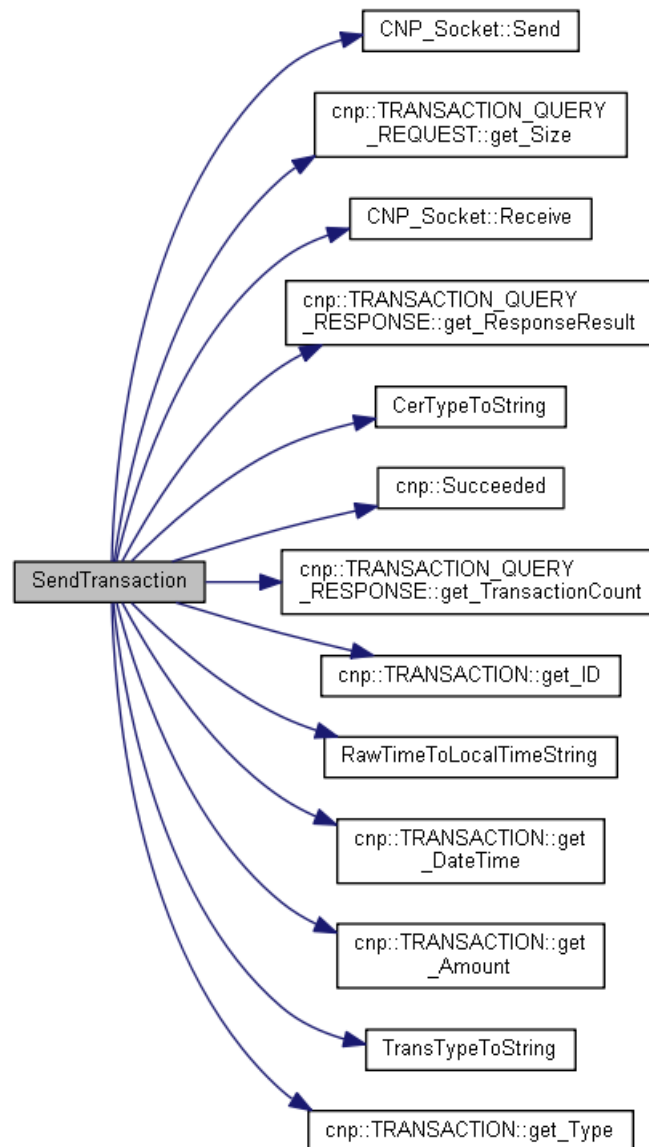 CNP_Socket::Send
cnp::TRANSACTION_QUERY
_REQUEST::get_Size
CNP_Socket::Receive
cnp::TRANSACTION_QUERY
_RESPONSE::get_ResponseResult
CerTypeToString
cnp::Succeeded
SendTransaction
cnp::TRANSACTION_QUERY
_RESPONSE::get_TransactionCount
cnp::TRANSACTION::get_ID
RawTimeToLocalTimeString
cnp::TRANSACTION::get
_DateTime
cnp::TRANSACTION::get
_Amount
TransTypeToString
cnp::TRANSACTION::get_Type